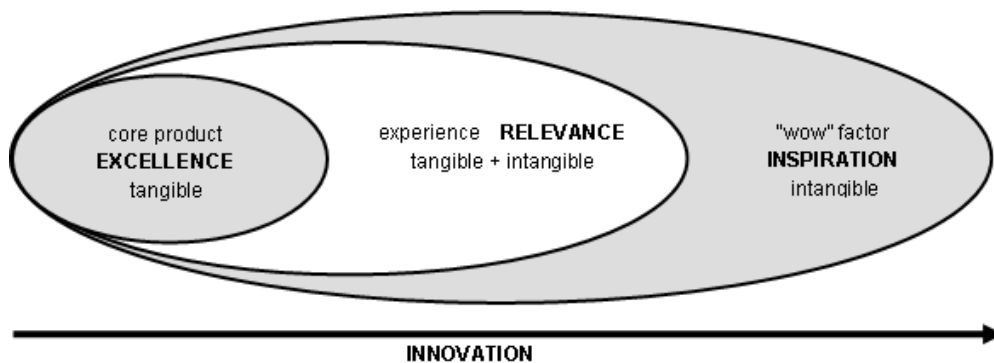 core product
EXCELLENCE
tangible
experience RELEVANCE
tangible + intangible
"wow" factor
INSPIRATION
intangible
INNOVATION